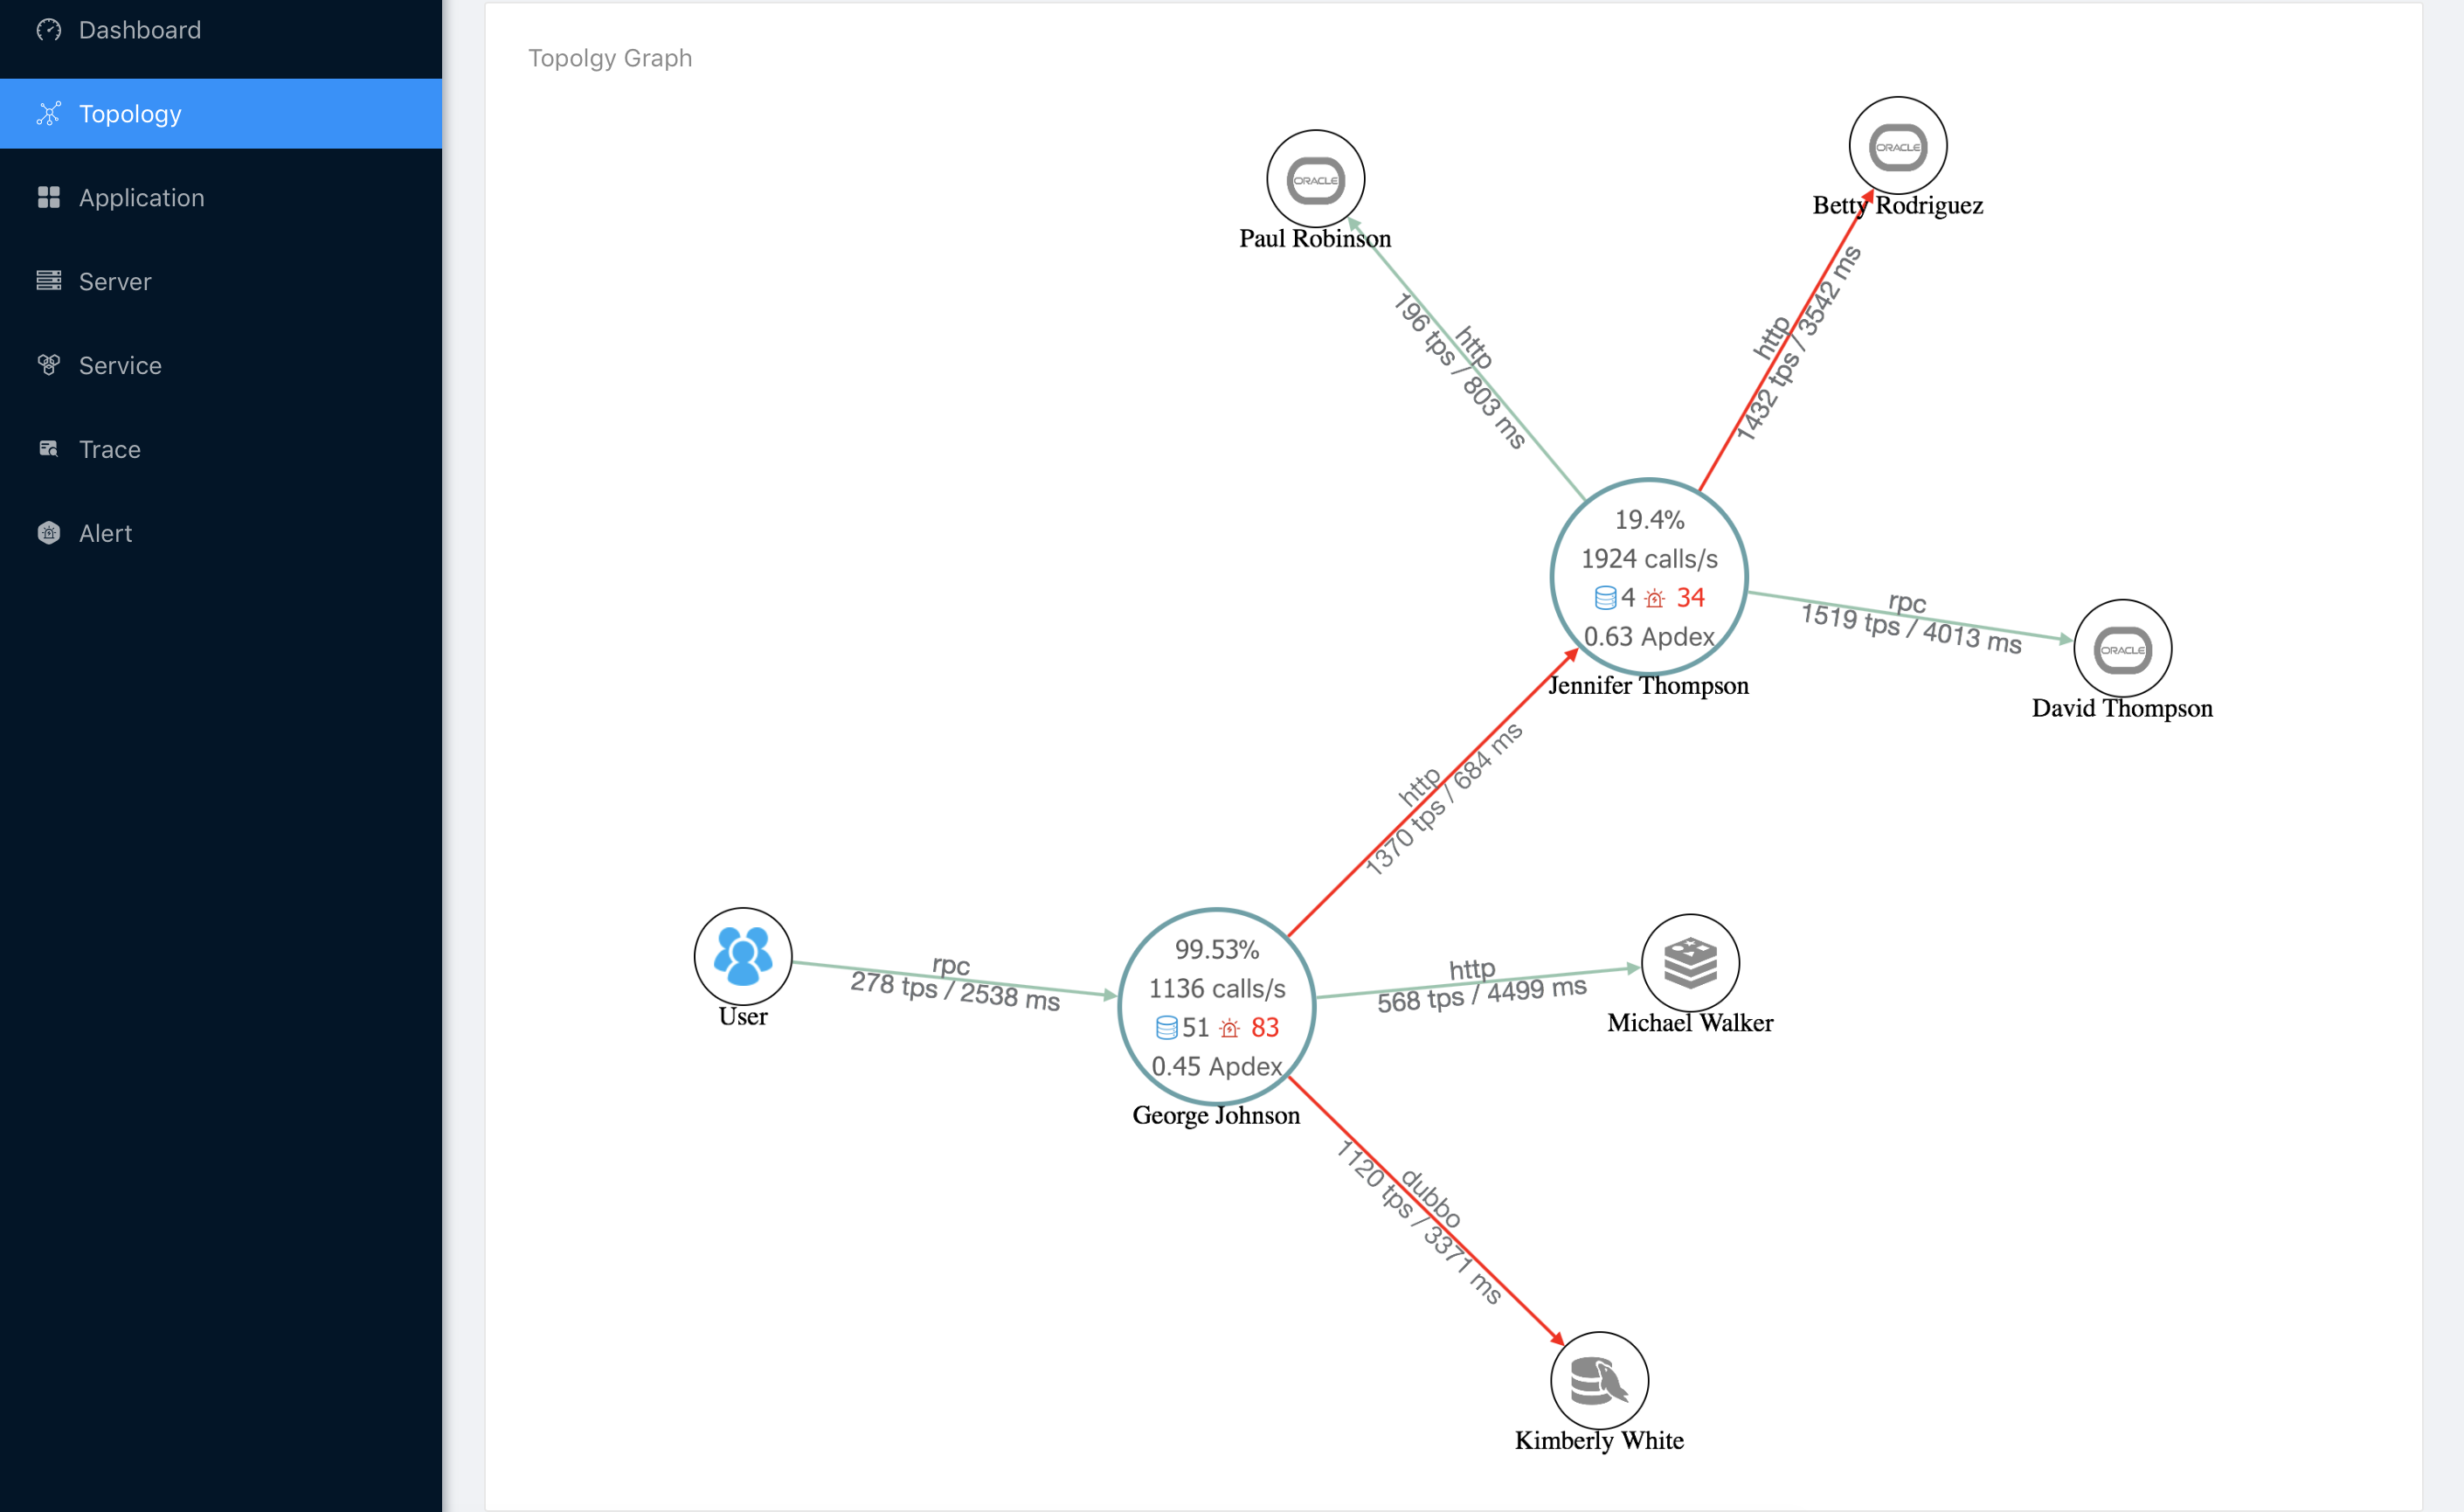 Dashboard
Topology
Application
Server
Service
Trace
Alert
Topolgy Graph
ORACLE
Paul Robinson
ORACLE
Betty Rodriguez
http
196 tps / 803 ms
http
1432 tps / 3542 ms
19.4%
1924 calls/s
4 34
0.63 Apdex
Jennifer Thompson
rpc
1519 tps / 4013 ms
ORACLE
David Thompson
http
1370 tps / 684 ms
User
rpc
278 tps / 2538 ms
99.53%
1136 calls/s
51 83
0.45 Apdex
George Johnson
http
568 tps / 4499 ms
Michael Walker
dubbo
1120 tps / 3371 ms
Kimberly White